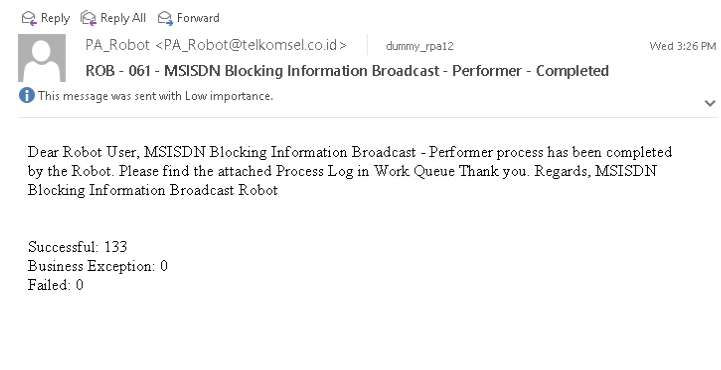 Reply Reply All Forward
PA_Robot <PA_Robot@telkomsel.co.id> dummy_rpa12 Wed 3:26 PM
ROB - 061 - MSISDN Blocking Information Broadcast - Performer - Completed
This message was sent with Low importance.
Dear Robot User, MSISDN Blocking Information Broadcast - Performer process has been completed
by the Robot. Please find the attached Process Log in Work Queue Thank you. Regards, MSISDN
Blocking Information Broadcast Robot
Successful: 133
Business Exception: 0
Failed: 0